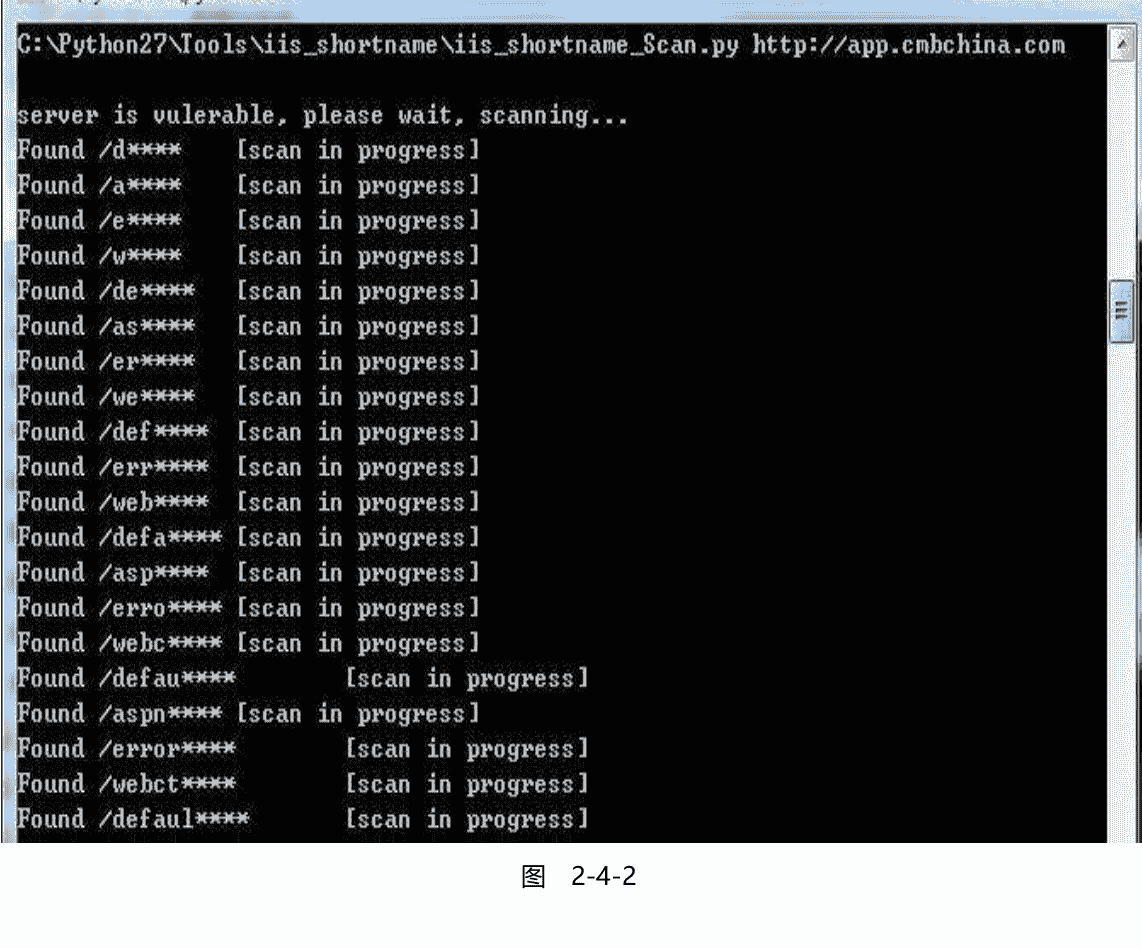 C:\Python27\Tools\iis_shortname\iis_shortname_Scan.py http://app.cmbchina.com
server is vulerable, please wait, scanning...
Found /d**** [scan in progress]
Found /a**** [scan in progress]
Found /e**** [scan in progress]
Found /w**** [scan in progress]
Found /de**** [scan in progress]
Found /as**** [scan in progress]
Found /er**** [scan in progress]
Found /we**** [scan in progress]
Found /def**** [scan in progress]
Found /err**** [scan in progress]
Found /web**** [scan in progress]
Found /defa**** [scan in progress]
Found /asp**** [scan in progress]
Found /erro**** [scan in progress]
Found /webc**** [scan in progress]
Found /defau**** [scan in progress]
Found /aspn**** [scan in progress]
Found /error**** [scan in progress]
Found /webct**** [scan in progress]
Found /defaul**** [scan in progress]
图 2-4-2